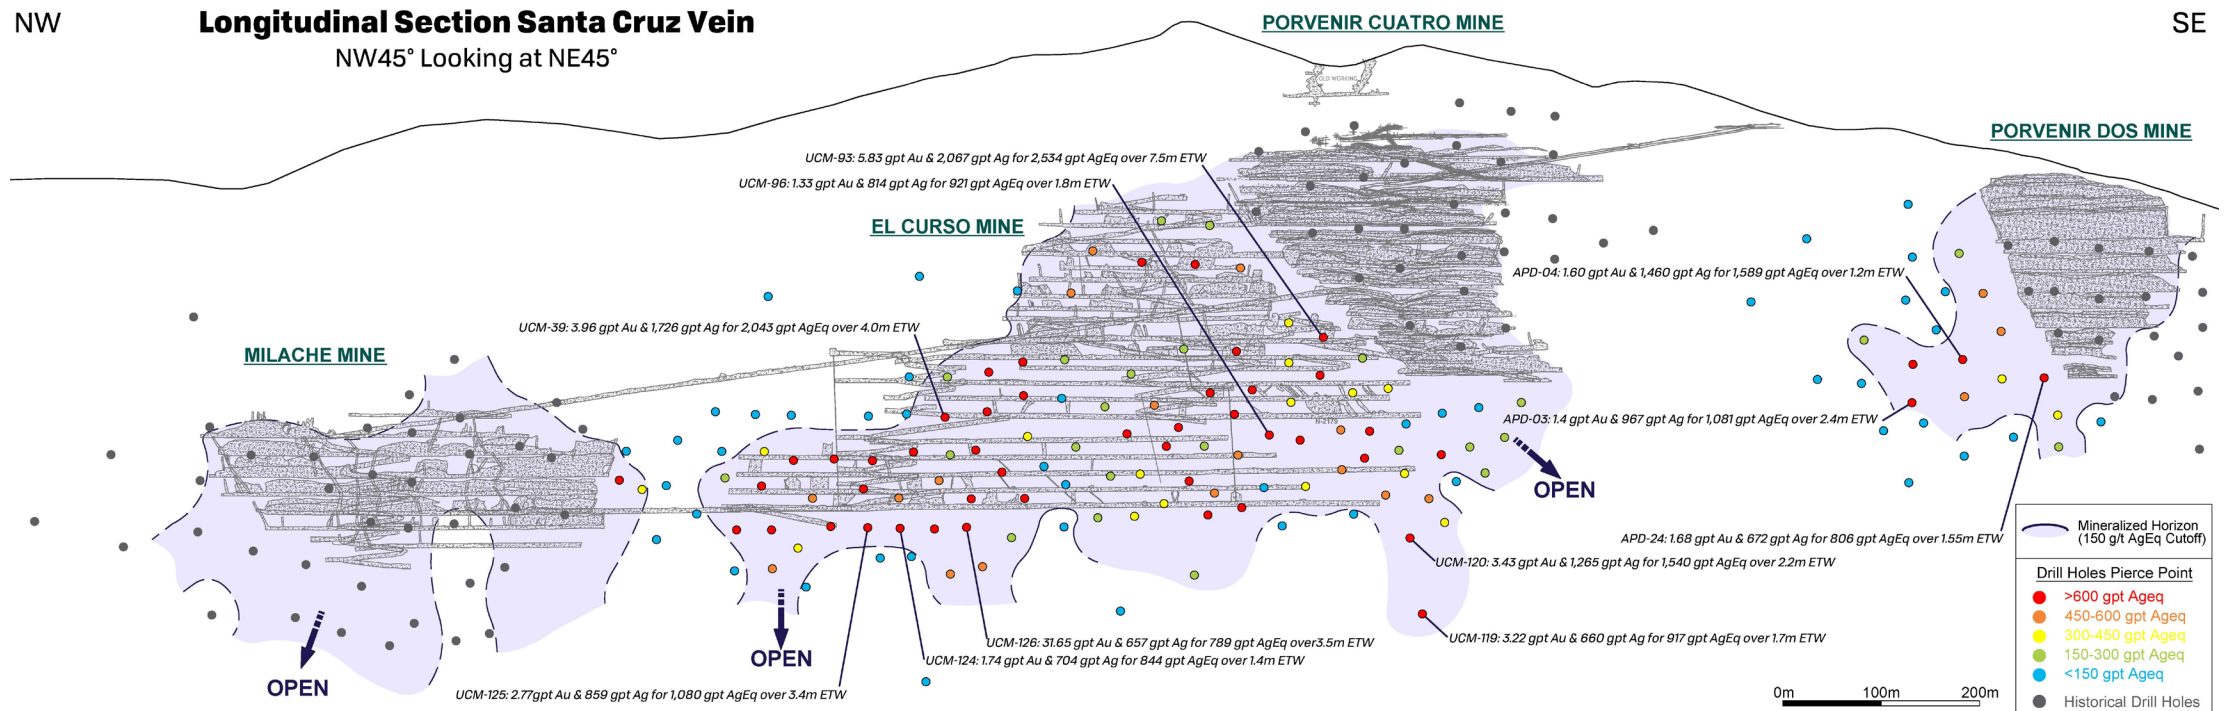 NW
Longitudinal Section Santa Cruz Vein
NW45° Looking at NE45°
PORVENIR CUATRO MINE
SE
OLD WORKING
PORVENIR DOS MINE
UCM-93: 5.83 gpt Au & 2,067 gpt Ag for 2,534 gpt AgEq over 7.5m ETW
UCM-96: 1.33 gpt Au & 814 gpt Ag for 921 gpt AgEq over 1.8m ETW
EL CURSO MINE
APD-04: 1.60 gpt Au & 1,460 gpt Ag for 1,589 gpt AgEq over 1.2m ETW
UCM-39: 3.96 gpt Au & 1,726 gpt Ag for 2,043 gpt AgEq over 4.0m ETW
MILACHE MINE
N-2179
APD-03: 1.4 gpt Au & 967 gpt Ag for 1,081 gpt AgEq over 2.4m ETW
OPEN
APD-24: 1.68 gpt Au & 672 gpt Ag for 806 gpt AgEq over 1.55m ETW
UCM-120: 3.43 gpt Au & 1,265 gpt Ag for 1,540 gpt AgEq over 2.2m ETW
UCM-119: 3.22 gpt Au & 660 gpt Ag for 917 gpt AgEq over 1.7m ETW
UCM-126: 31.65 gpt Au & 657 gpt Ag for 789 gpt AgEq over3.5m ETW
OPEN
UCM-124: 1.74 gpt Au & 704 gpt Ag for 844 gpt AgEq over 1.4m ETW
OPEN
UCM-125: 2.77gpt Au & 859 gpt Ag for 1,080 gpt AgEq over 3.4m ETW
Mineralized Horizon
(150 g/t AgEq Cutoff)
Drill Holes Pierce Point
>600 gpt Ageq
450-600 gpt Ageq
300-450 gpt Ageq
150-300 gpt Ageq
<150 gpt Ageq
Historical Drill Holes
0m 100m 200m